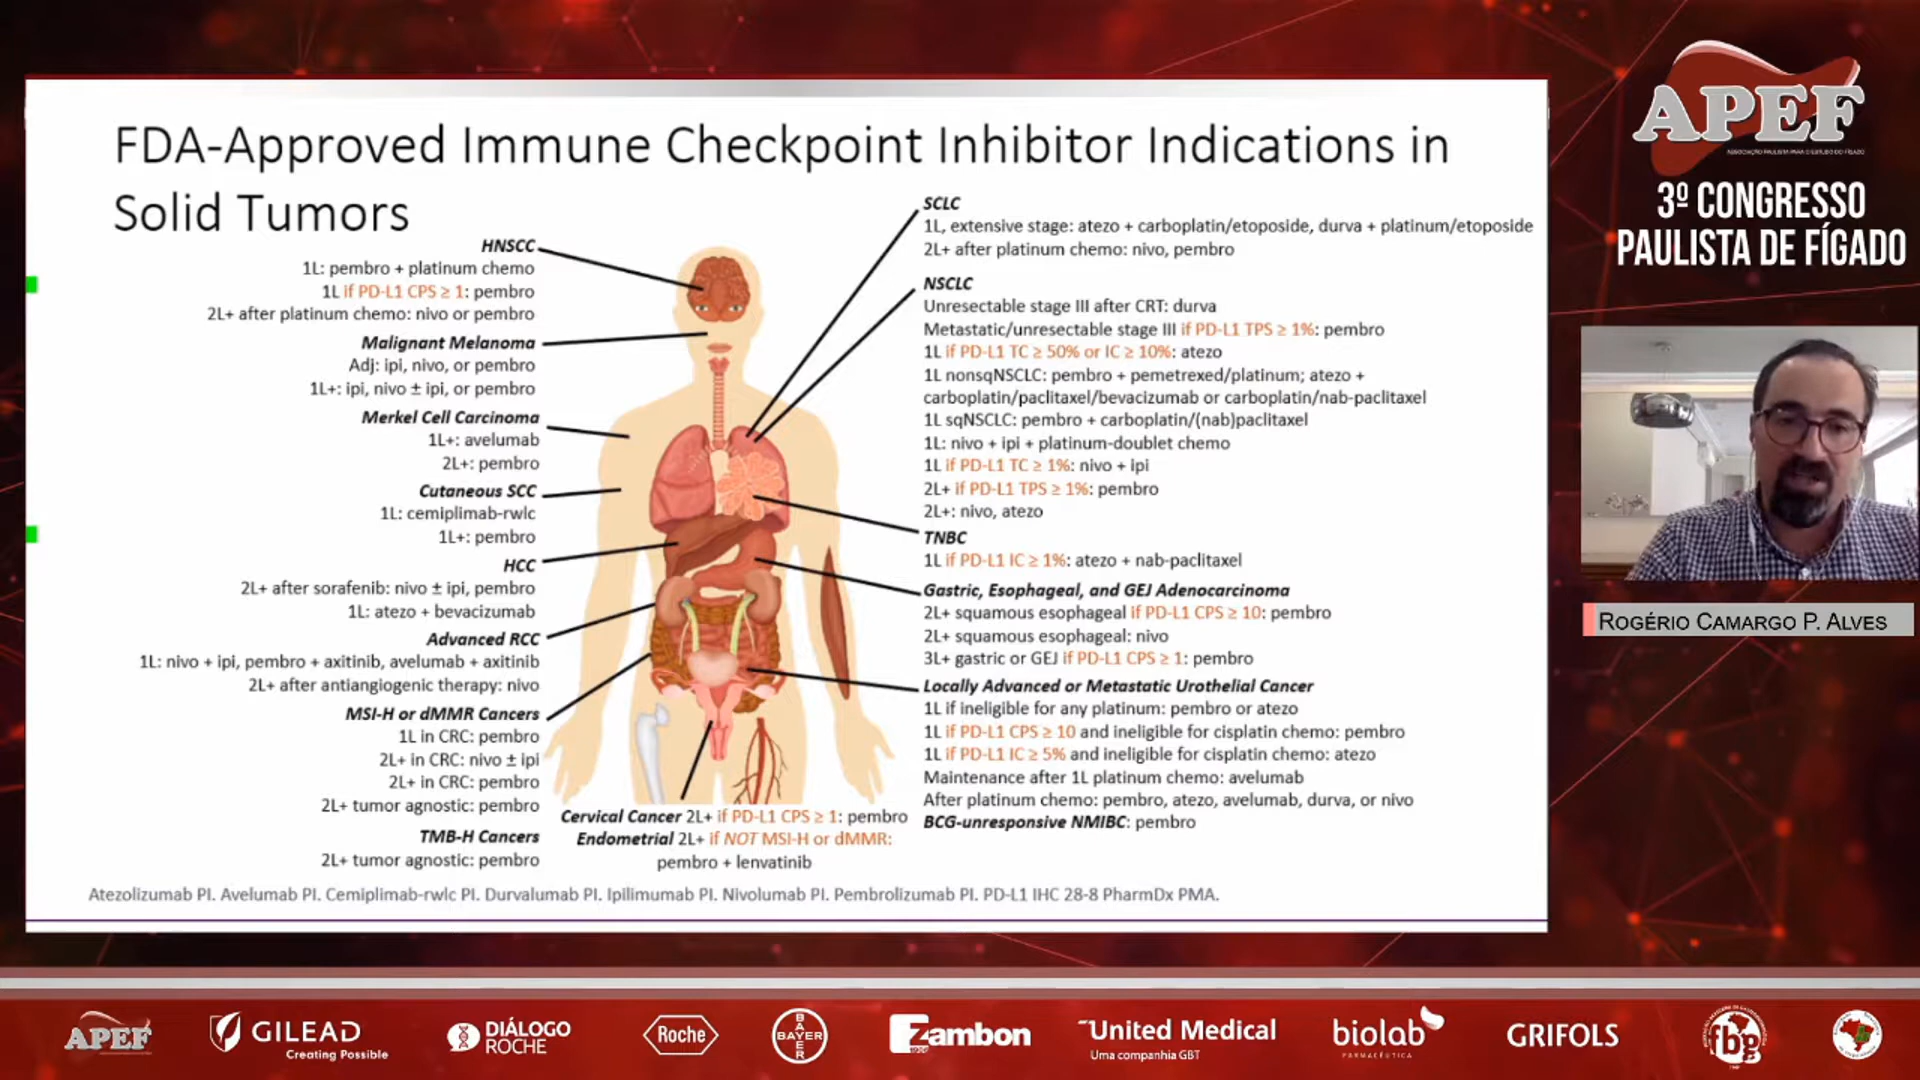 FDA-Approved Immune Checkpoint Inhibitor Indications in
Solid Tumors
HNSCC
1L: pembro + platinum chemo
1L if PD-L1 CPS ≥ 1: pembro
2L+ after platinum chemo: nivo or pembro
Malignant Melanoma
Adj: ipi, nivo, or pembro
1L+: ipi, nivo ± ipi, or pembro
Merkel Cell Carcinoma
1L+: avelumab
2L+: pembro
Cutaneous SCC
1L: cemiplimab-rwlc
1L+: pembro
HCC
2L+ after sorafenib: nivo ± ipi, pembro
1L: atezo + bevacizumab
Advanced RCC
1L: nivo + ipi, pembro + axitinib, avelumab + axitinib
2L+ after antiangiogenic therapy: nivo
MSI-H or dMMR Cancers
1L in CRC: pembro
2L+ in CRC: nivo ± ipi
2L+ in CRC: pembro
2L+ tumor agnostic: pembro
TMB-H Cancers
2L+ tumor agnostic: pembro
Cervical Cancer 2L+ if PD-L1 CPS ≥ 1: pembro
Endometrial 2L+ if NOT MSI-H or dMMR:
pembro + lenvatinib
SCLC
1L, extensive stage: atezo + carboplatin/etoposide, durva + platinum/etoposide
2L+ after platinum chemo: nivo, pembro
NSCLC
Unresectable stage III after CRT: durva
Metastatic/unresectable stage III if PD-L1 TPS ≥ 1%: pembro
1L if PD-L1 TC ≥ 50% or IC ≥ 10%: atezo
1L nonsqNSCLC: pembro + pemetrexed/platinum; atezo +
carboplatin/paclitaxel/bevacizumab or carboplatin/nab-paclitaxel
1L sqNSCLC: pembro + carboplatin/(nab)paclitaxel
1L: nivo + ipi + platinum-doublet chemo
1L if PD-L1 TC ≥ 1%: nivo + ipi
2L+ if PD-L1 TPS ≥ 1%: pembro
2L+: nivo, atezo
TNBC
1L if PD-L1 IC ≥ 1%: atezo + nab-paclitaxel
Gastric, Esophageal, and GEJ Adenocarcinoma
2L+ squamous esophageal if PD-L1 CPS ≥ 10: pembro
2L+ squamous esophageal: nivo
3L+ gastric or GEJ if PD-L1 CPS ≥ 1: pembro
Locally Advanced or Metastatic Urothelial Cancer
1L if ineligible for any platinum: pembro or atezo
1L if PD-L1 CPS ≥ 10 and ineligible for cisplatin chemo: pembro
1L if PD-L1 IC ≥ 5% and ineligible for cisplatin chemo: atezo
Maintenance after 1L platinum chemo: avelumab
After platinum chemo: pembro, atezo, avelumab, durva, or nivo
BCG-unresponsive NMIBC: pembro
Atezolizumab PI. Avelumab PI. Cemiplimab-rwlc PI. Durvalumab PI. Ipilimumab PI. Nivolumab PI. Pembrolizumab PI. PD-L1 IHC 28-8 PharmDx PMA.
APEF
ASSOCIAÇÃO PAULISTA PARA O ESTUDO DO FÍGADO
3º CONGRESSO
PAULISTA DE FÍGADO
ROGÉRIO CAMARGO P. ALVES
APEF
GILEAD
Creating Possible
DIÁLOGO
ROCHE
Roche
BAYER
BAYER
Zambon
United Medical
Uma companhia GBT
biolab
FARMACÊUTICA
GRIFOLS
fbg